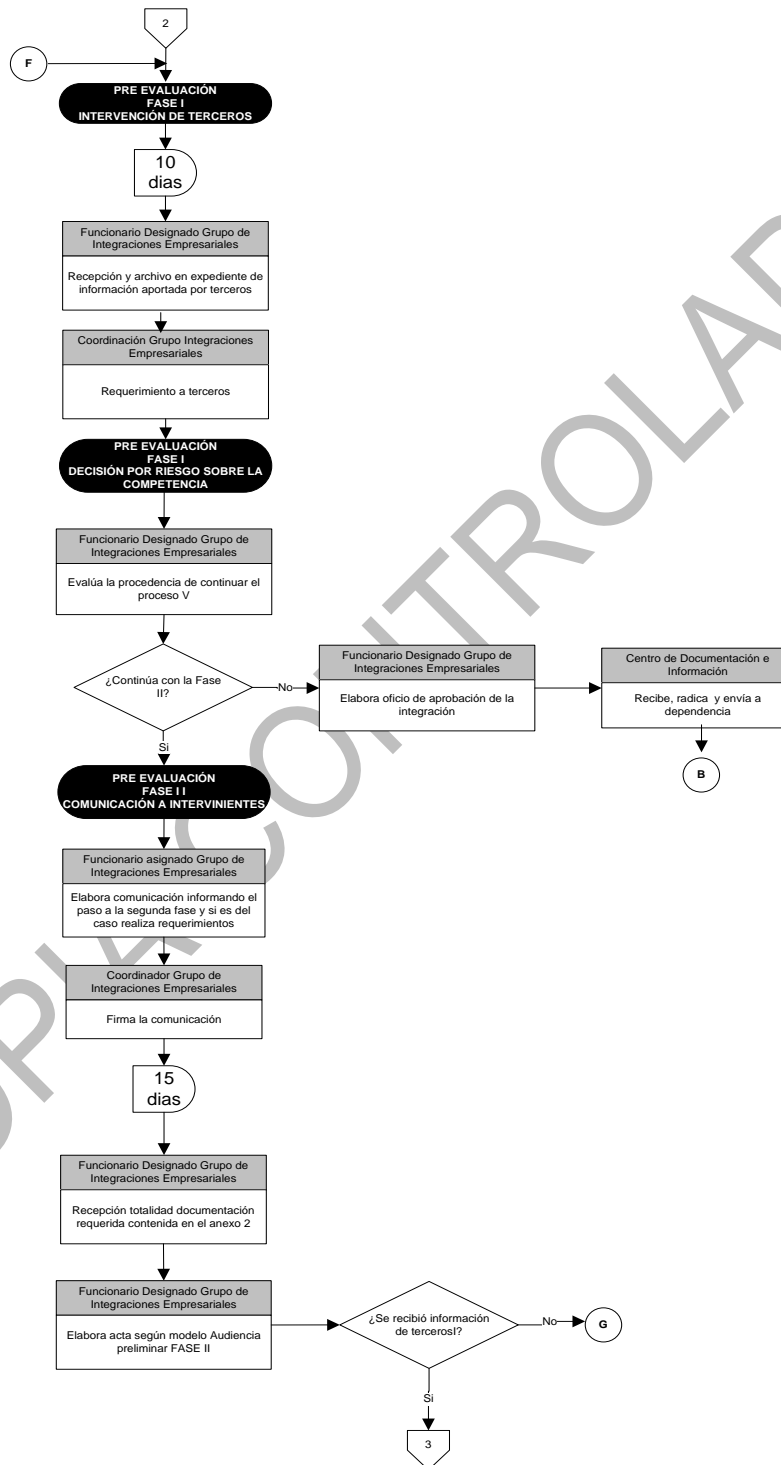 2
F
PRE EVALUACIÓN
FASE I
INTERVENCIÓN DE TERCEROS
10
dias
Funcionario Designado Grupo de
Integraciones Empresariales
Recepción y archivo en expediente de
información aportada por terceros
Coordinación Grupo Integraciones
Empresariales
Requerimiento a terceros
PRE EVALUACIÓN
FASE I
DECISIÓN POR RIESGO SOBRE LA
COMPETENCIA
Funcionario Designado Grupo de
Integraciones Empresariales
Evalúa la procedencia de continuar el
proceso V
¿Continúa con la Fase
II?
No
Funcionario Designado Grupo de
Integraciones Empresariales
Elabora oficio de aprobación de la
integración
Centro de Documentación e
Información
Recibe, radica y envía a
dependencia
B
Si
PRE EVALUACIÓN
FASE I I
COMUNICACIÓN A INTERVINIENTES
Funcionario asignado Grupo de
Integraciones Empresariales
Elabora comunicación informando el
paso a la segunda fase y si es del
caso realiza requerimientos
Coordinador Grupo de
Integraciones Empresariales
Firma la comunicación
15
dias
Funcionario Designado Grupo de
Integraciones Empresariales
Recepción totalidad documentación
requerida contenida en el anexo 2
Funcionario Designado Grupo de
Integraciones Empresariales
Elabora acta según modelo Audiencia
preliminar FASE II
¿Se recibió información
de tercerosI?
No
G
Si
3
OPIA CONTROLAD